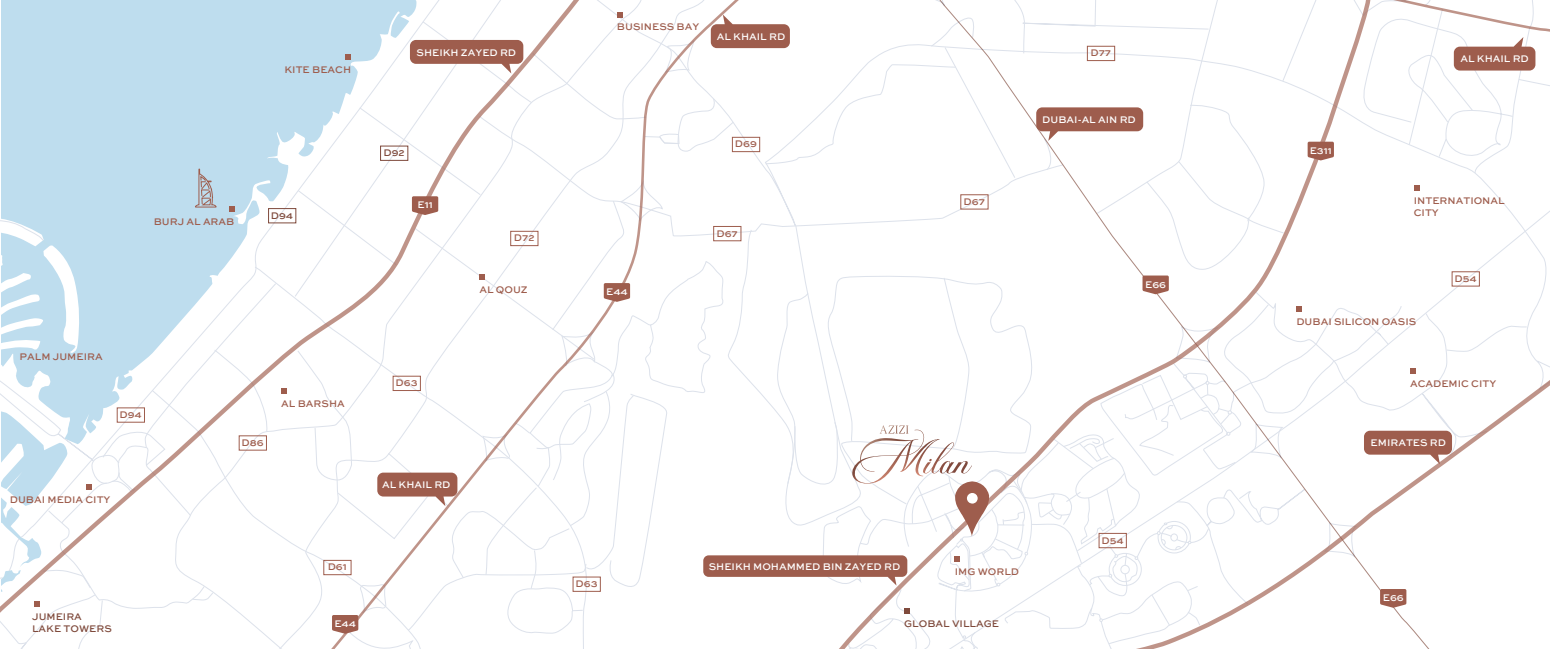 BUSINESS BAY
AL KHAIL RD
SHEIKH ZAYED RD
D77
AL KHAIL RD
KITE BEACH
DUBAI-AL AIN RD
D69
E311
D92
INTERNATIONAL
CITY
D67
E11
D94
BURJ AL ARAB
D67
D72
D54
AL QOUZ
E44
E66
DUBAI SILICON OASIS
PALM JUMEIRA
D63
ACADEMIC CITY
AL BARSHA
D94
AZIZI
Milan
D86
EMIRATES RD
AL KHAIL RD
DUBAI MEDIA CITY
D54
SHEIKH MOHAMMED BIN ZAYED RD
IMG WORLD
D61
D63
E66
JUMEIRA
LAKE TOWERS
E44
GLOBAL VILLAGE